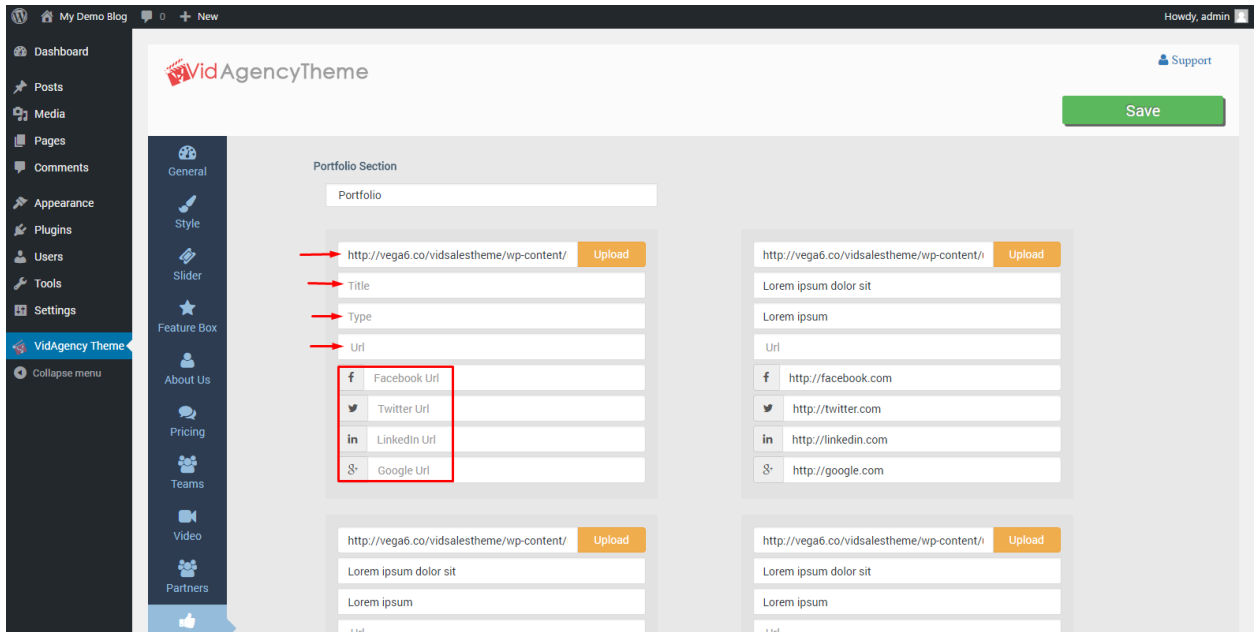 My Demo Blog 0 + New Howdy, admin
Dashboard
Posts
Media
Pages
Comments
Appearance
Plugins
Users
Tools
Settings
VidAgency Theme
Collapse menu
VidAgencyTheme
Support
Save
General
Style
Slider
Feature Box
About Us
Pricing
Teams
Video
Partners
Portfolio Section
Portfolio
http://vega6.co/vidsalestheme/wp-content/ Upload
Title
Type
Url
f Facebook Url
Twitter Url
in LinkedIn Url
g+ Google Url
http://vega6.co/vidsalestheme/wp-content/ Upload
Lorem ipsum dolor sit
Lorem ipsum
Url
f http://facebook.com
http://twitter.com
in http://linkedin.com
g+ http://google.com
http://vega6.co/vidsalestheme/wp-content/ Upload
Lorem ipsum dolor sit
Lorem ipsum
Url
http://vega6.co/vidsalestheme/wp-content/ Upload
Lorem ipsum dolor sit
Lorem ipsum
Url